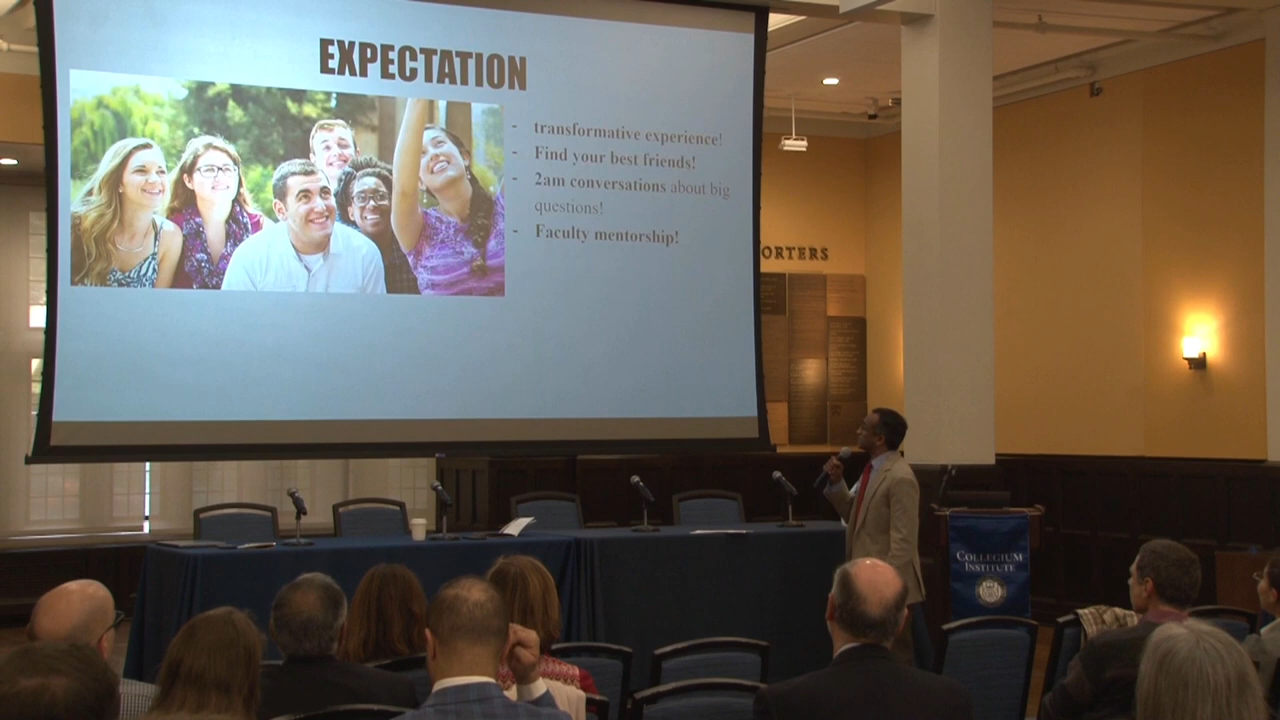 EXPECTATION
- transformative experience!
- Find your best friends!
- 2am conversations about big
questions!
- Faculty mentorship!
ORTERS
COLLEGIUM
INSTITUTE